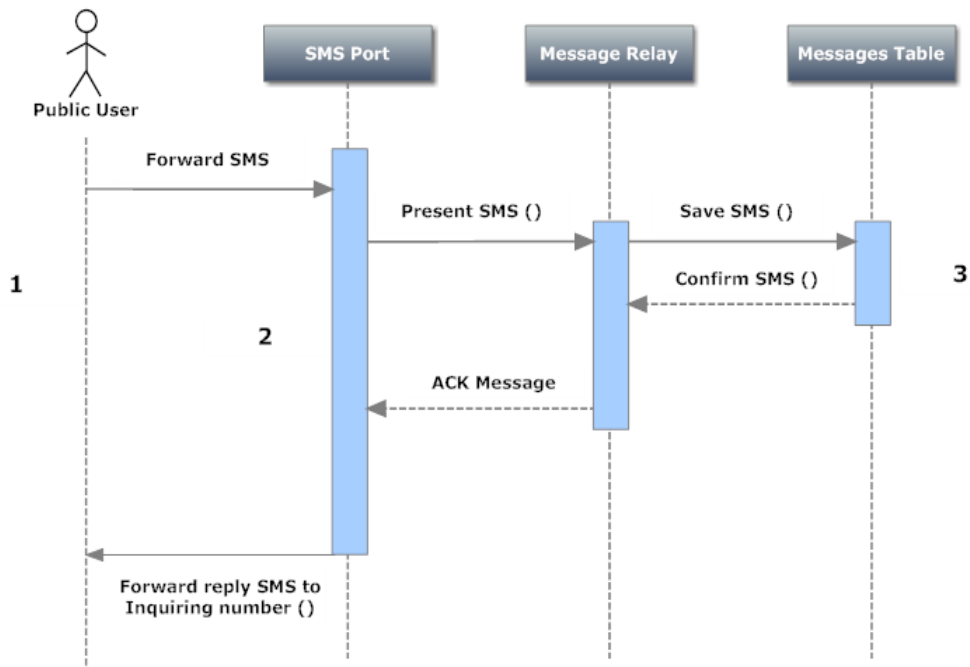 SMS Port
Message Relay
Messages Table
Public User
Forward SMS
Present SMS ()
Save SMS ()
1
Confirm SMS ()
3
2
ACK Message
Forward reply SMS to
Inquiring number ()